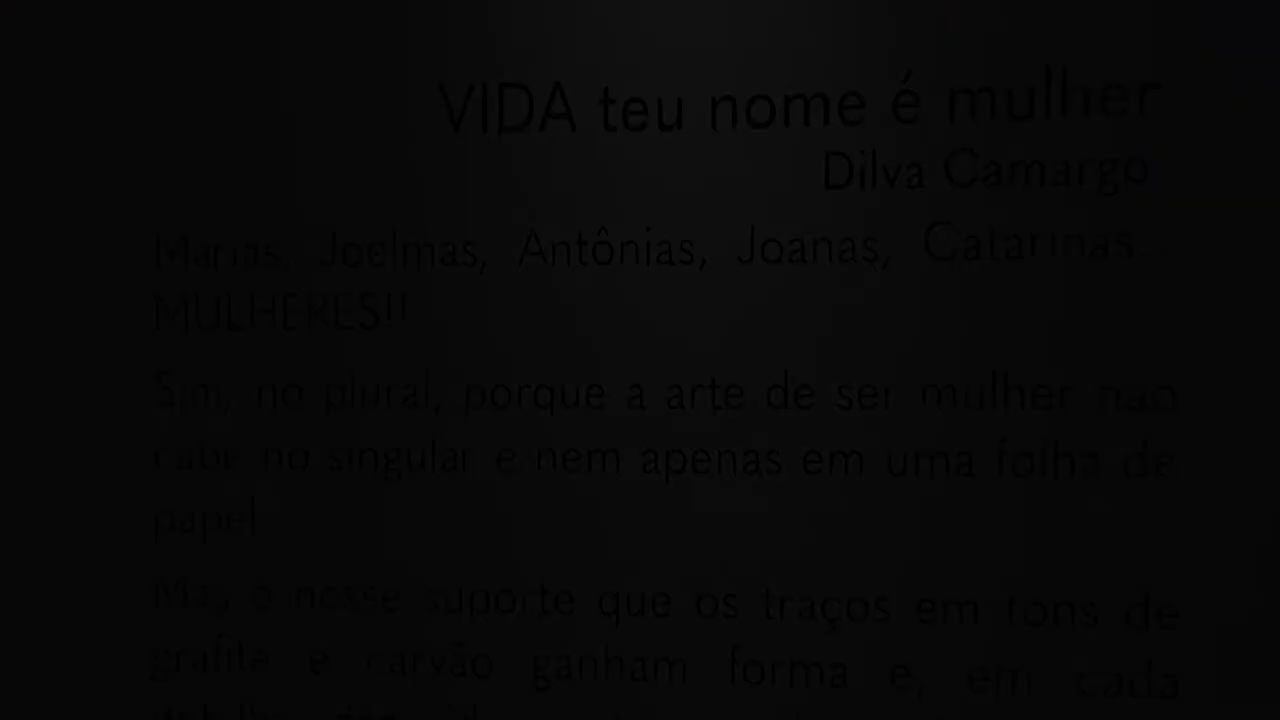 VIDA teu nome é mulher
Dilva Camargo
Marias, Joelmas, Antônias, Joanas, Catarinas...
MULHERES!!
Sim, no plural, porque a arte de ser mulher não
cabe no singular e nem apenas em uma folha de
papel.
Mas é nesse suporte que os traços em tons de
grafite e carvão ganham forma e, em cada